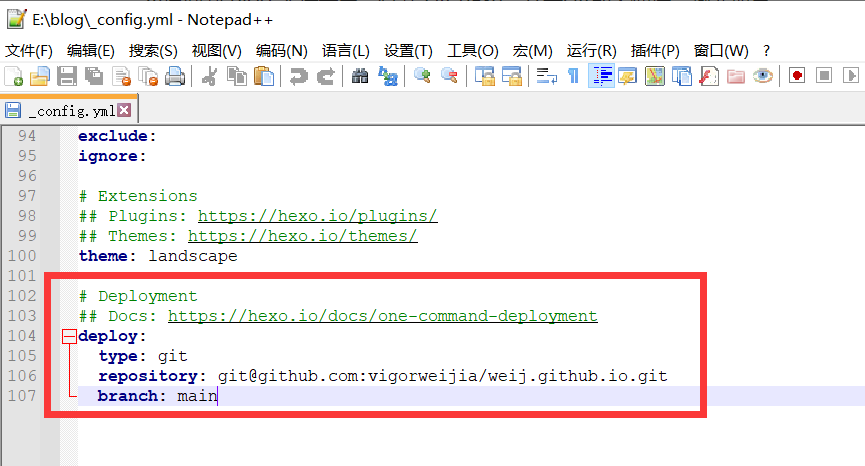 E:\blog\_config.yml - Notepad++
文件(F) 编辑(E) 搜索(S) 视图(V) 编码(N) 语言(L) 设置(T) 工具(O) 宏(M) 运行(R) 插件(P) 窗口(W) ?
_config.yml
94 exclude:
95 ignore:
96
97 # Extensions
98 ## Plugins: https://hexo.io/plugins/
99 ## Themes: https://hexo.io/themes/
100 theme: landscape
101
102 # Deployment
103 ## Docs: https://hexo.io/docs/one-command-deployment
104 deploy:
105 type: git
106 repository: git@github.com:vigorweijia/weij.github.io.git
107 branch: main